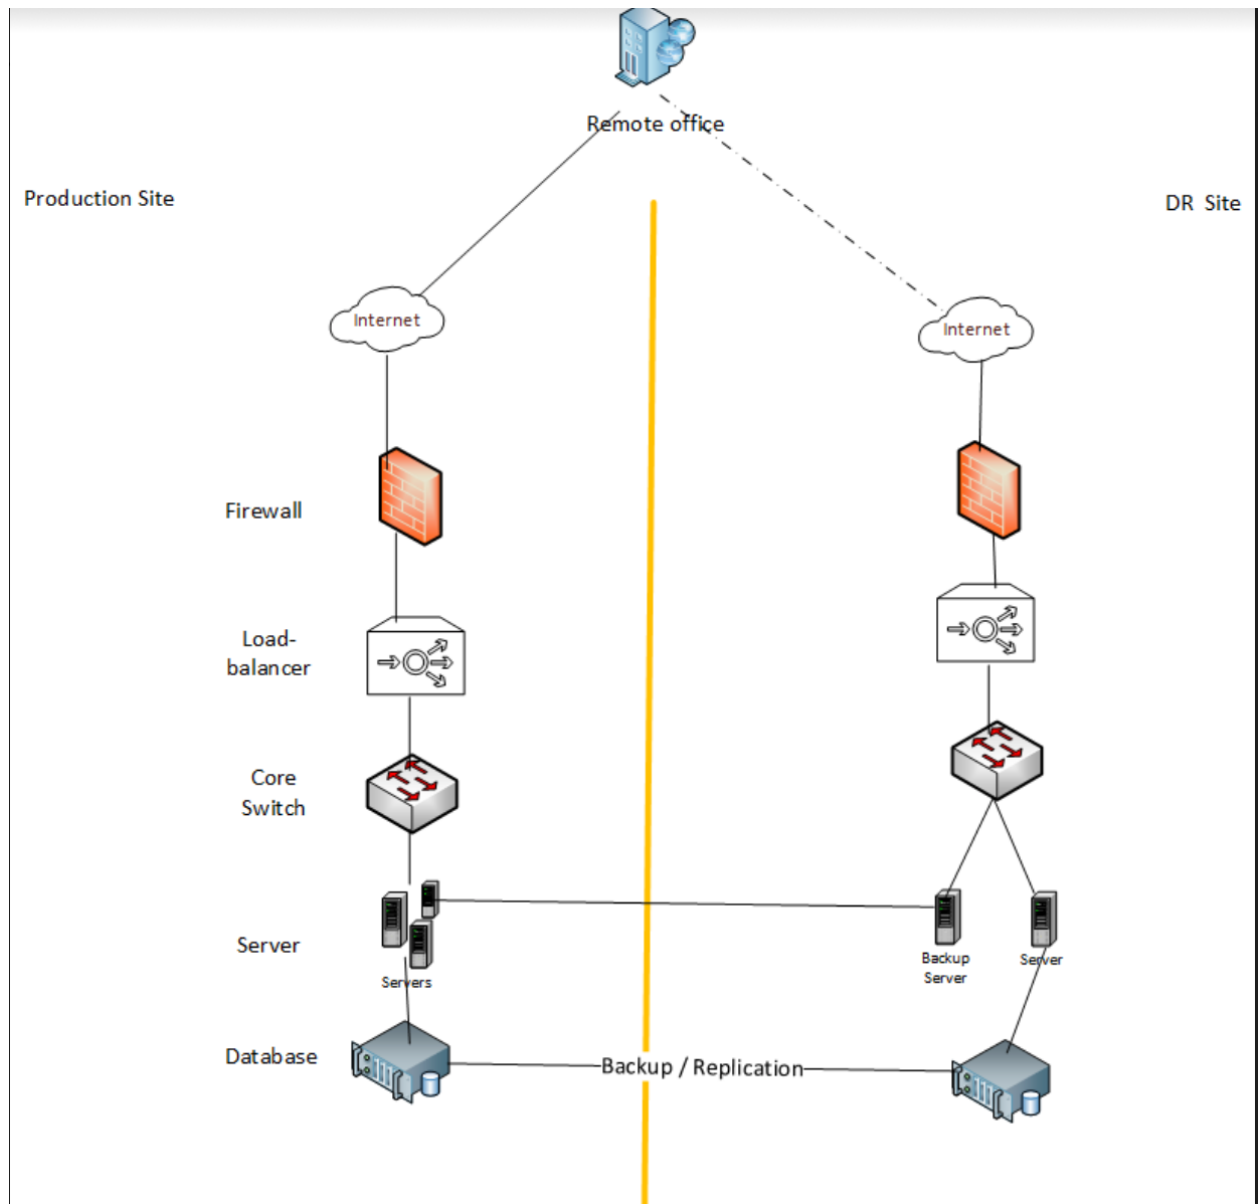 Remote office
Production Site
DR Site
Internet
Internet
Firewall
Load-
balancer
Core
Switch
Server
Servers
Backup
Server
Server
Database
Backup / Replication